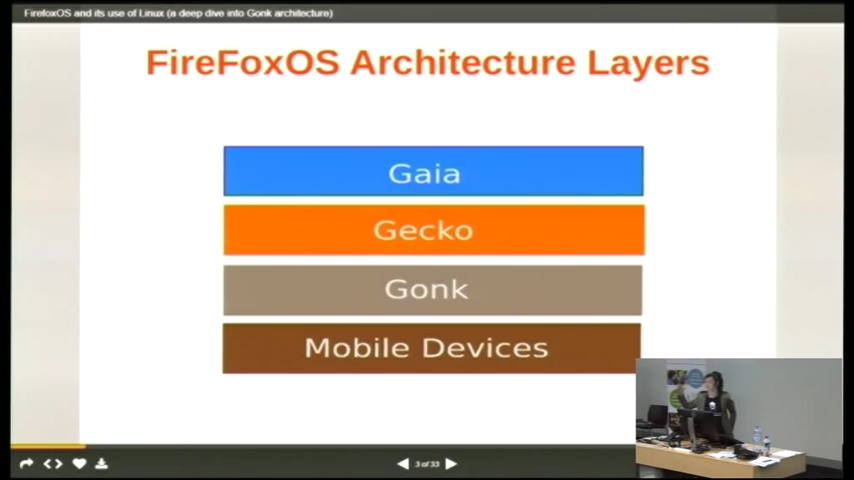 FirefoxOS and its use of Linux (a deep dive into Gonk architecture)
FireFoxOS Architecture Layers
Gaia
Gecko
Gonk
Mobile Devices
3 of 33